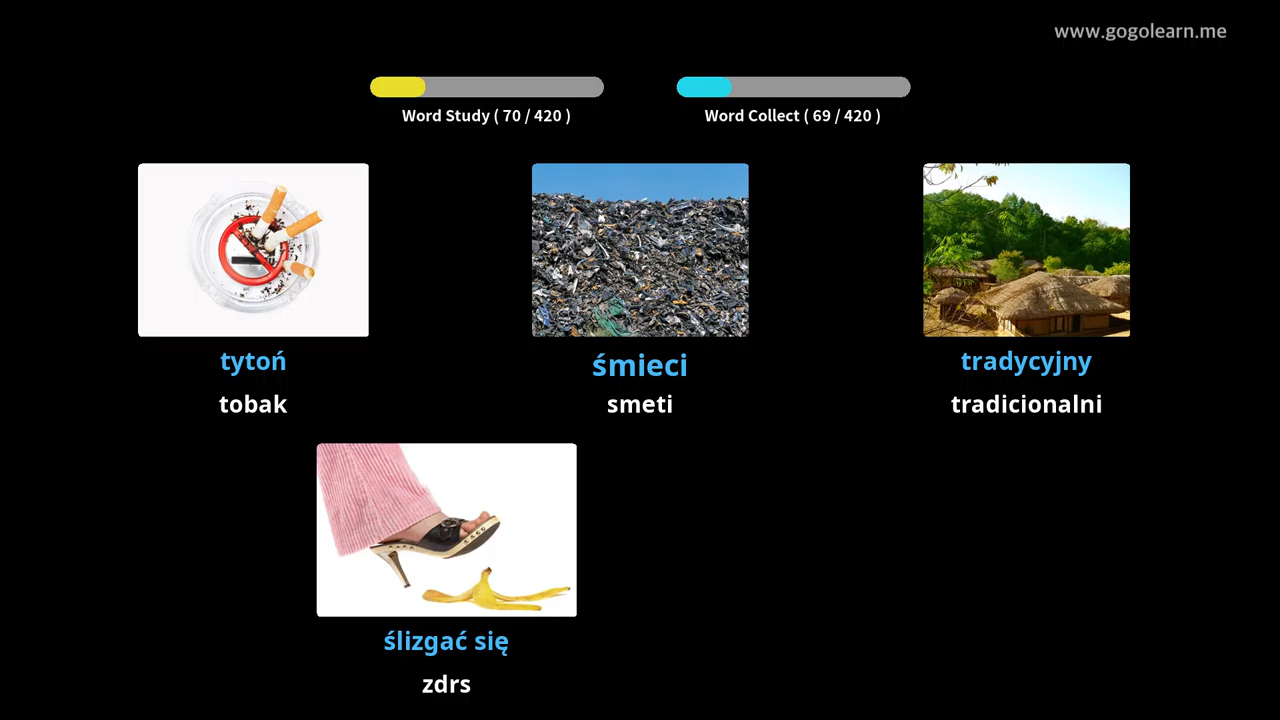 www.gogolearn.me
Word Study ( 70 / 420 )
Word Collect ( 69 / 420 )
tytoń
tobak
śmieci
smeti
tradycyjny
tradicionalni
ślizgać się
zdrs